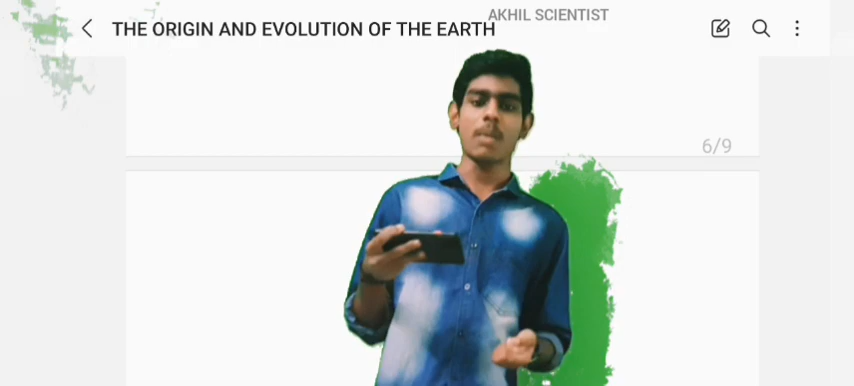 AKHIL SCIENTIST
THE ORIGIN AND EVOLUTION OF THE EARTH
6/9